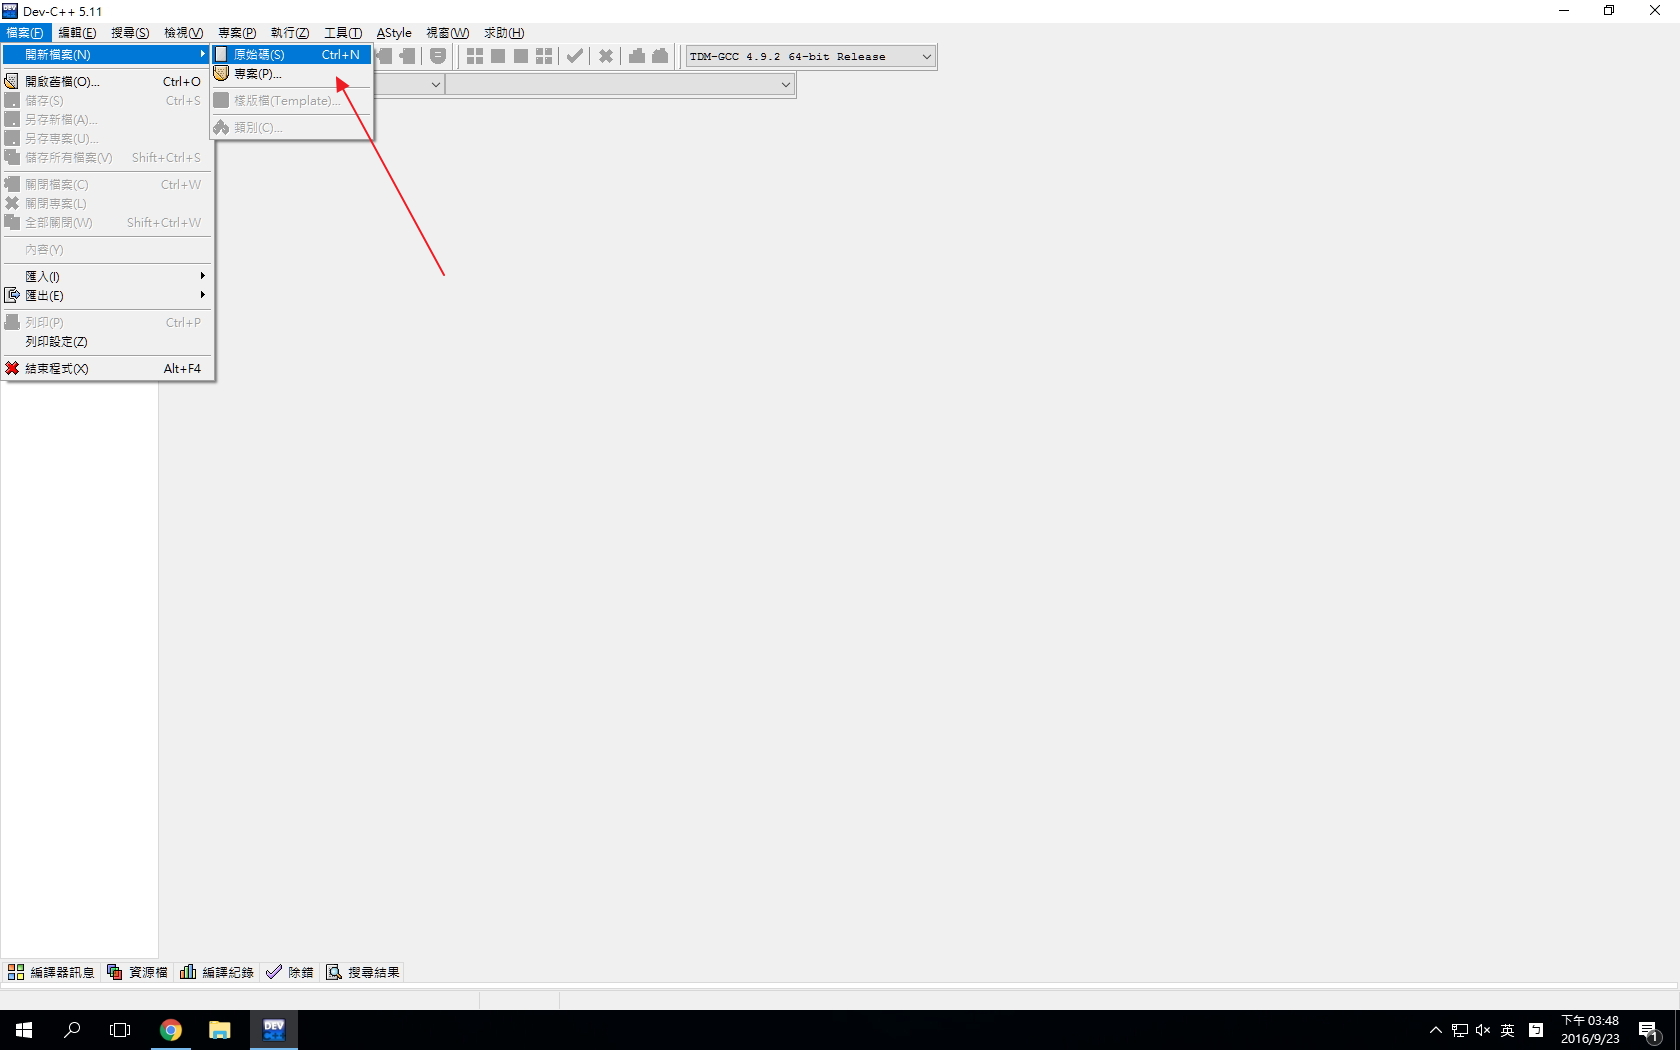 Dev-C++ 5.11
檔案(F) 編輯(E) 搜尋(S) 檢視(V) 專案(P) 執行(Z) 工具(T) AStyle 視窗(W) 求助(H)
開新檔案(N)
原始碼(S) Ctrl+N
專案(P)...
樣版檔(Template)...
類別(C)...
TDM-GCC 4.9.2 64-bit Release
開啟舊檔(O)... Ctrl+O
儲存(S) Ctrl+S
另存新檔(A)...
另存專案(U)...
儲存所有檔案(V) Shift+Ctrl+S
關閉檔案(C) Ctrl+W
關閉專案(L)
全部關閉(W) Shift+Ctrl+W
內容(Y)
匯入(I)
匯出(E)
列印(P) Ctrl+P
列印設定(Z)
結束程式(X) Alt+F4
編譯器訊息 資源檔 編譯紀錄 除錯 搜尋結果
DEV
C++
英
下午 03:48
2016/9/23
1